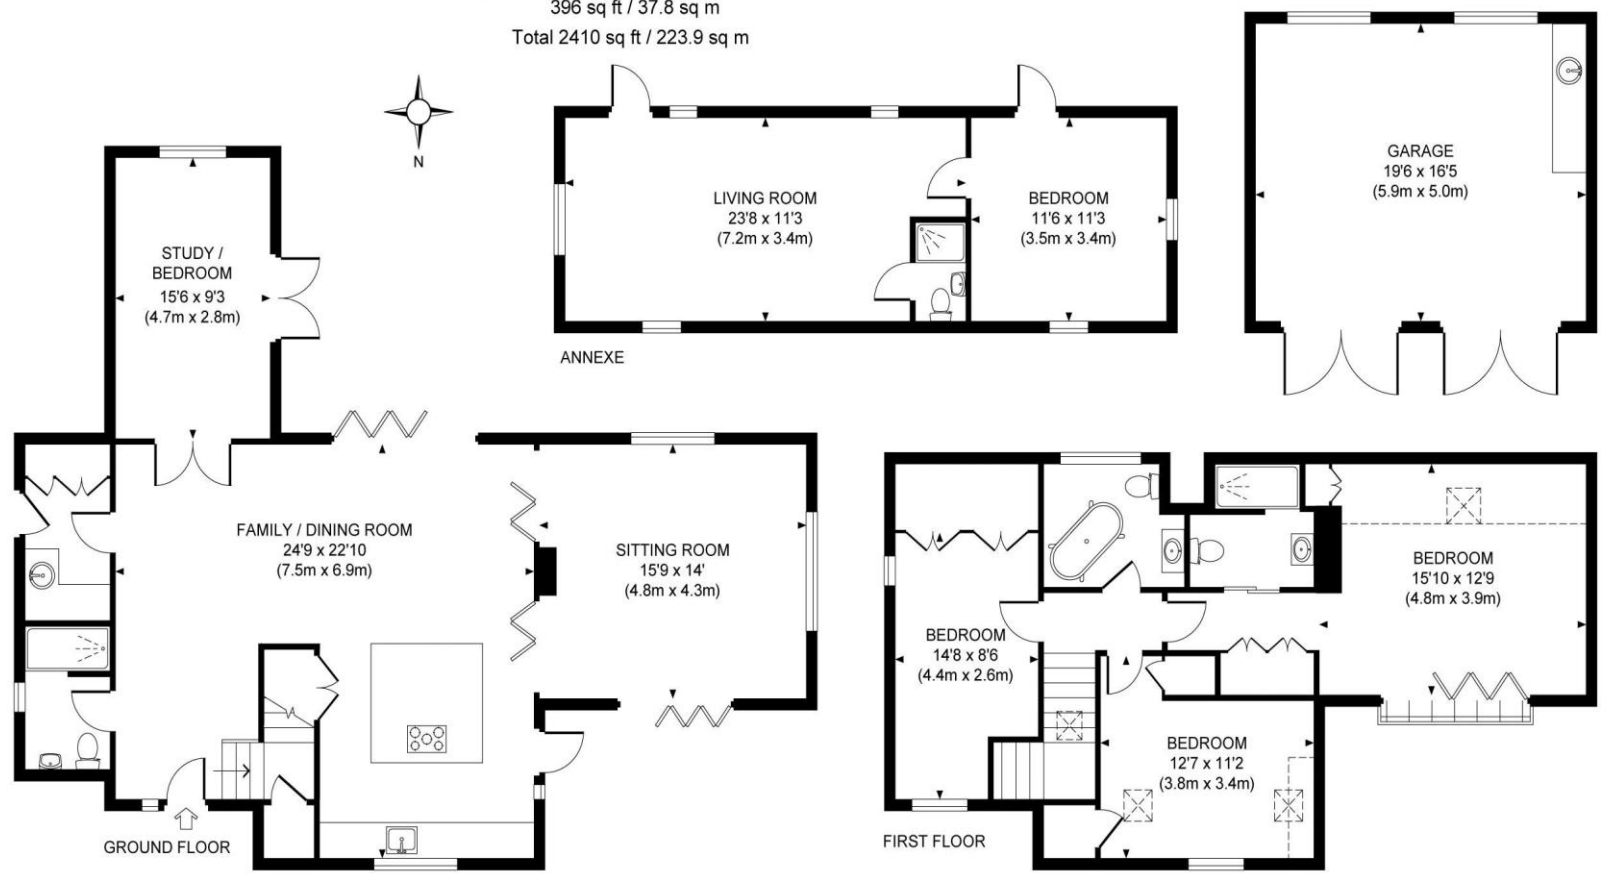 396 sq ft / 37.8 sq m
Total 2410 sq ft / 223.9 sq m
N
LIVING ROOM
23'8 x 11'3
(7.2m x 3.4m)
BEDROOM
11'6 x 11'3
(3.5m x 3.4m)
ANNEXE
GARAGE
19'6 x 16'5
(5.9m x 5.0m)
STUDY /
BEDROOM
15'6 x 9'3
(4.7m x 2.8m)
FAMILY / DINING ROOM
24'9 x 22'10
(7.5m x 6.9m)
SITTING ROOM
15'9 x 14'
(4.8m x 4.3m)
GROUND FLOOR
BEDROOM
14'8 x 8'6
(4.4m x 2.6m)
BEDROOM
15'10 x 12'9
(4.8m x 3.9m)
BEDROOM
12'7 x 11'2
(3.8m x 3.4m)
FIRST FLOOR